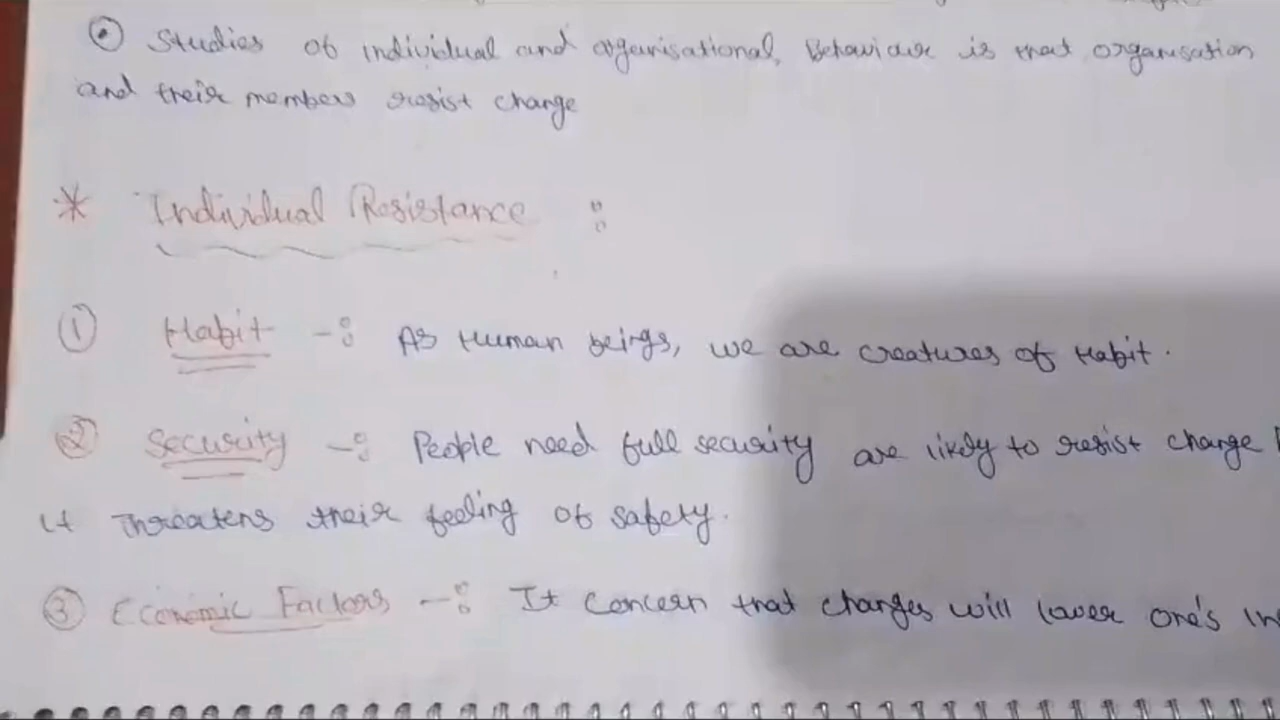 Studies of individual and organisational, Behaviour is that organisation
and their members resist change
* Individual Resistance :
① Habit -: As Human beings, we are creatures of Habit.
② Security -: People need full security are likely to resist change
it Threatens their feeling of safety.
③ Economic Factors -: It concern that changes will lower one's in